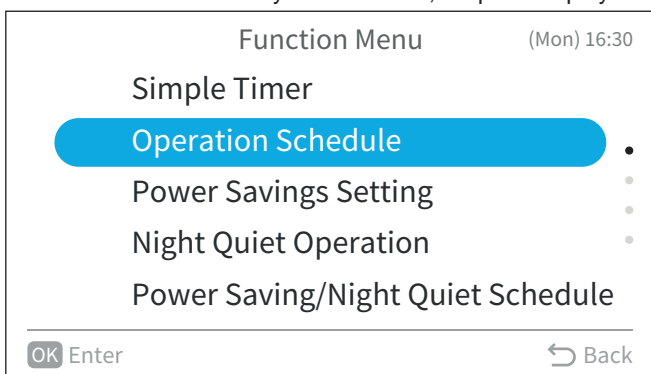 Function Menu (Mon) 16:30
Simple Timer
Operation Schedule
Power Savings Setting
Night Quiet Operation
Power Saving/Night Quiet Schedule
OK Enter Back